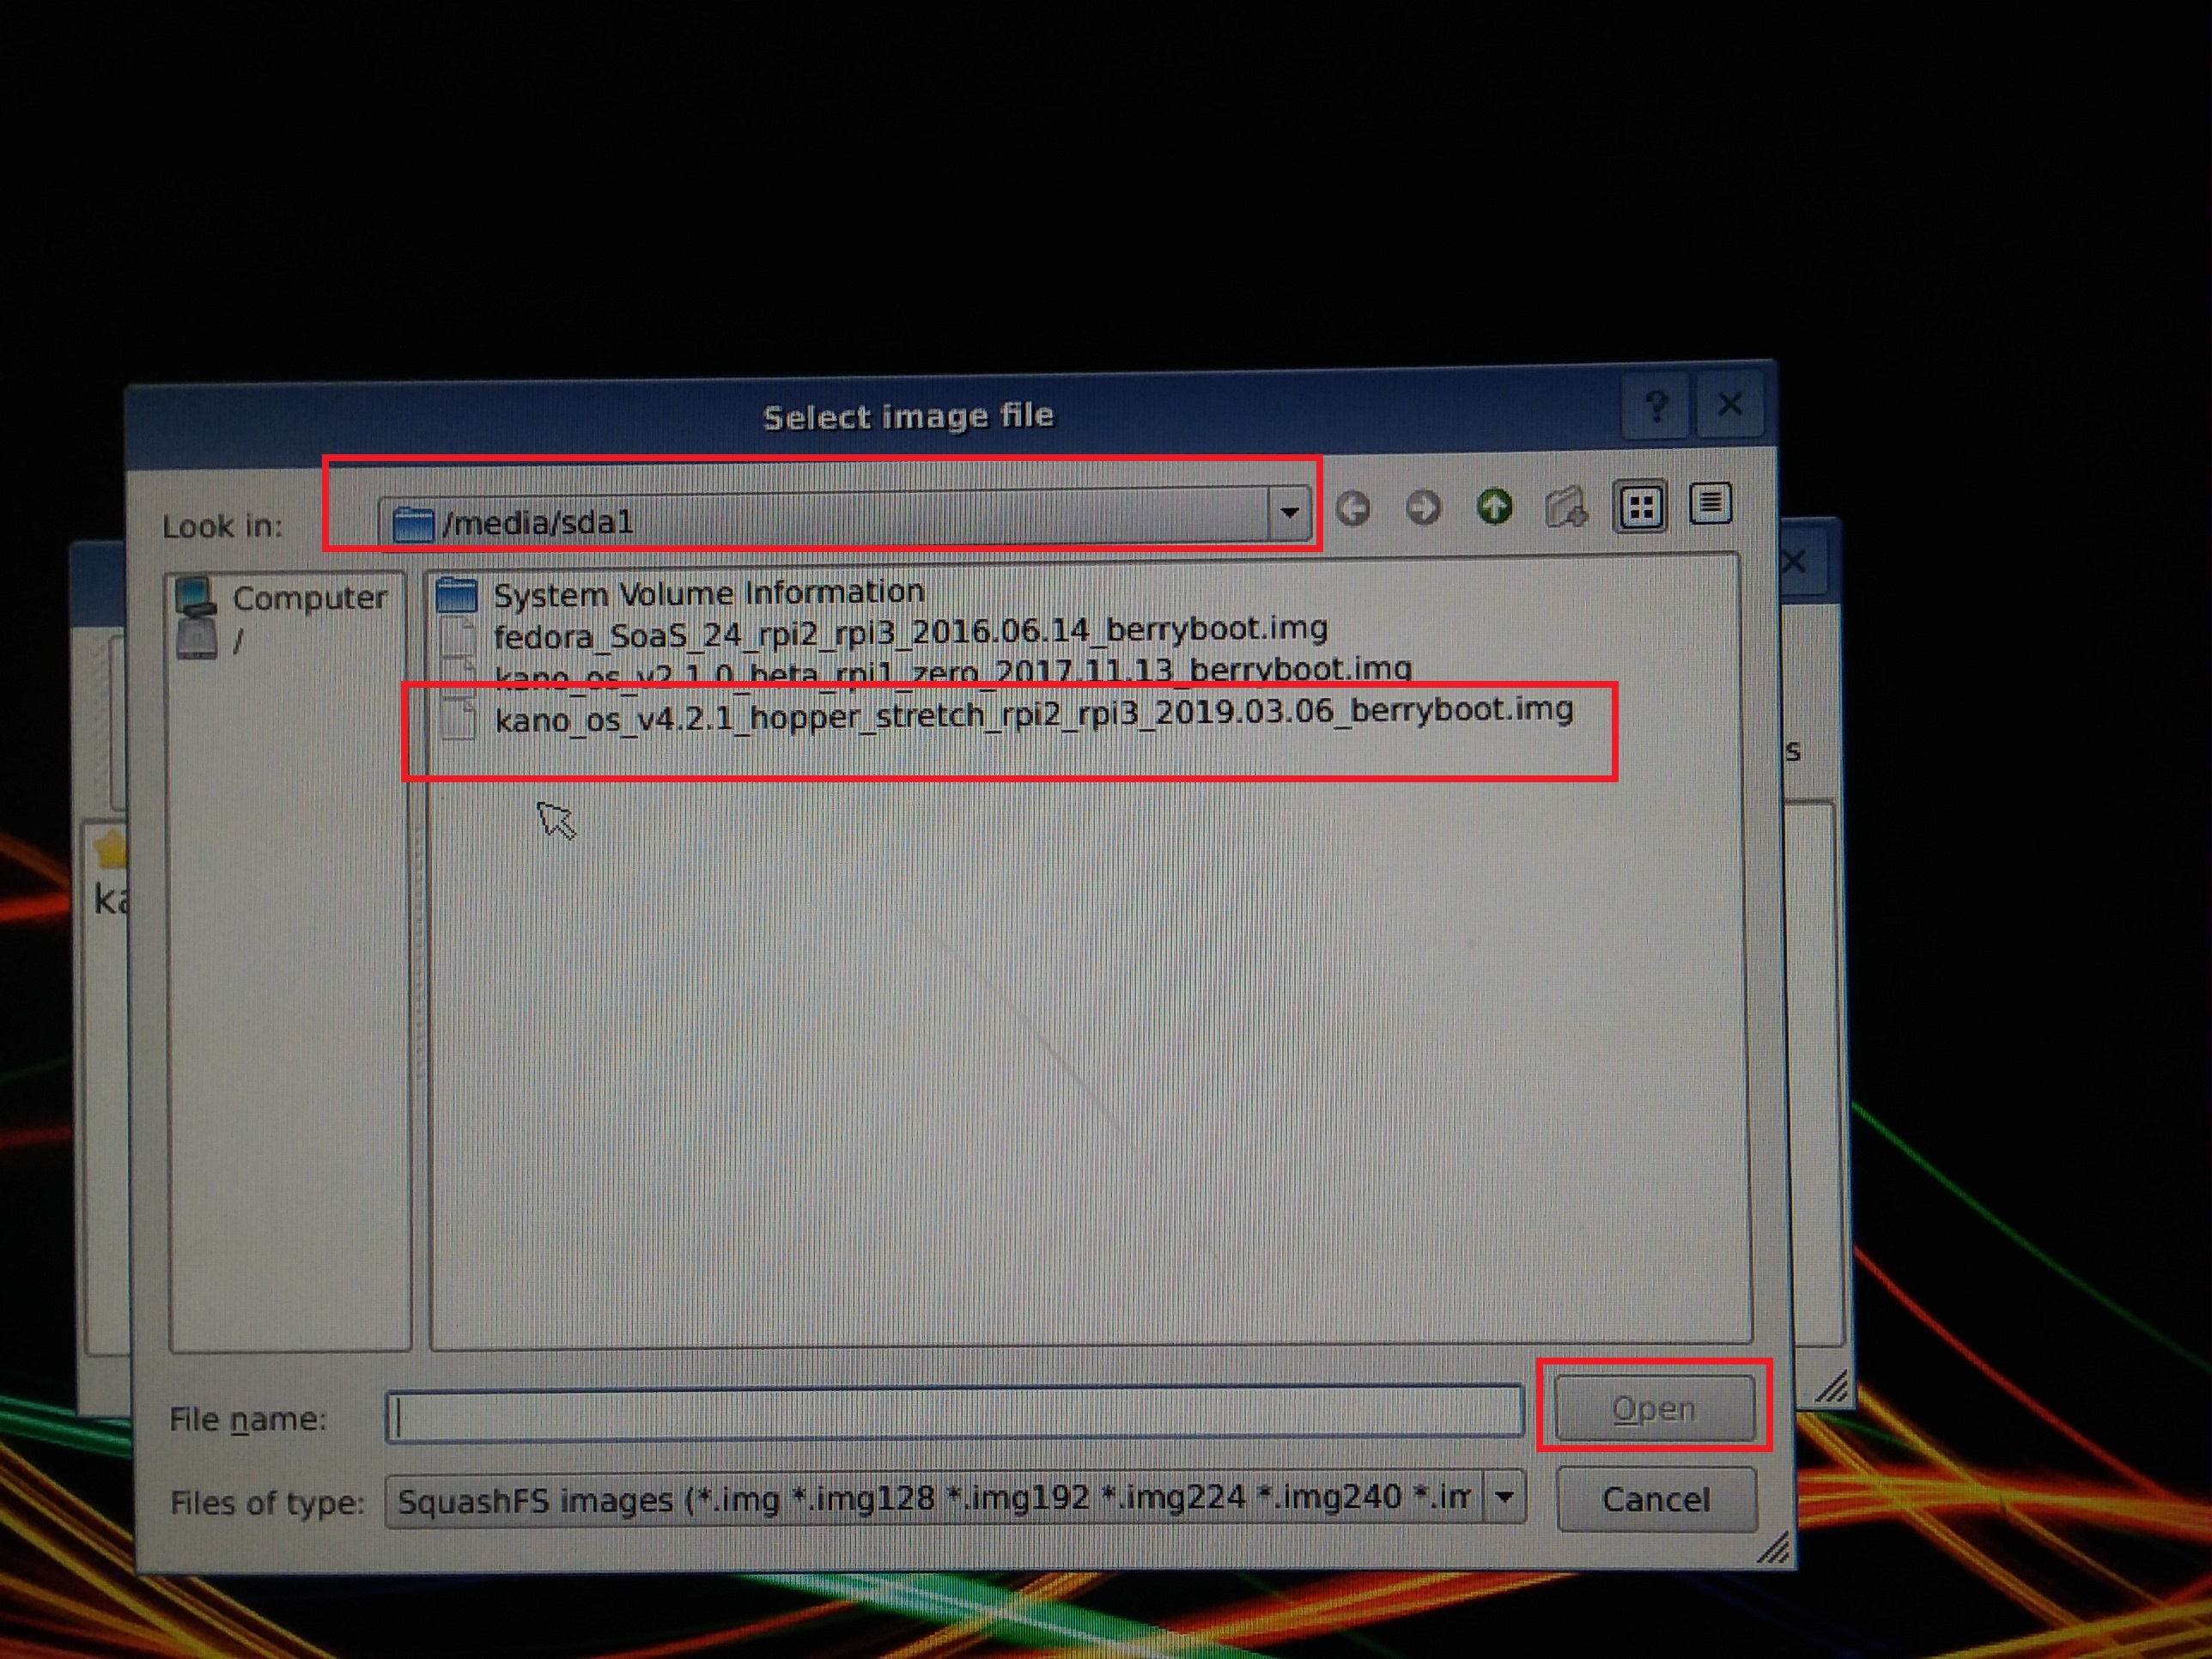 Select image file
Look in: /media/sda1
Computer
/
System Volume Information
fedora_SoaS_24_rpi2_rpi3_2016.06.14_berryboot.img
kano_os_v2.1.0_beta_rpi1_zero_2017.11.13_berryboot.img
kano_os_v4.2.1_hopper_stretch_rpi2_rpi3_2019.03.06_berryboot.img
s
ka
File name:
Open
Files of type: SquashFS images (*.img *.img128 *.img192 *.img224 *.img240 *.im
Cancel